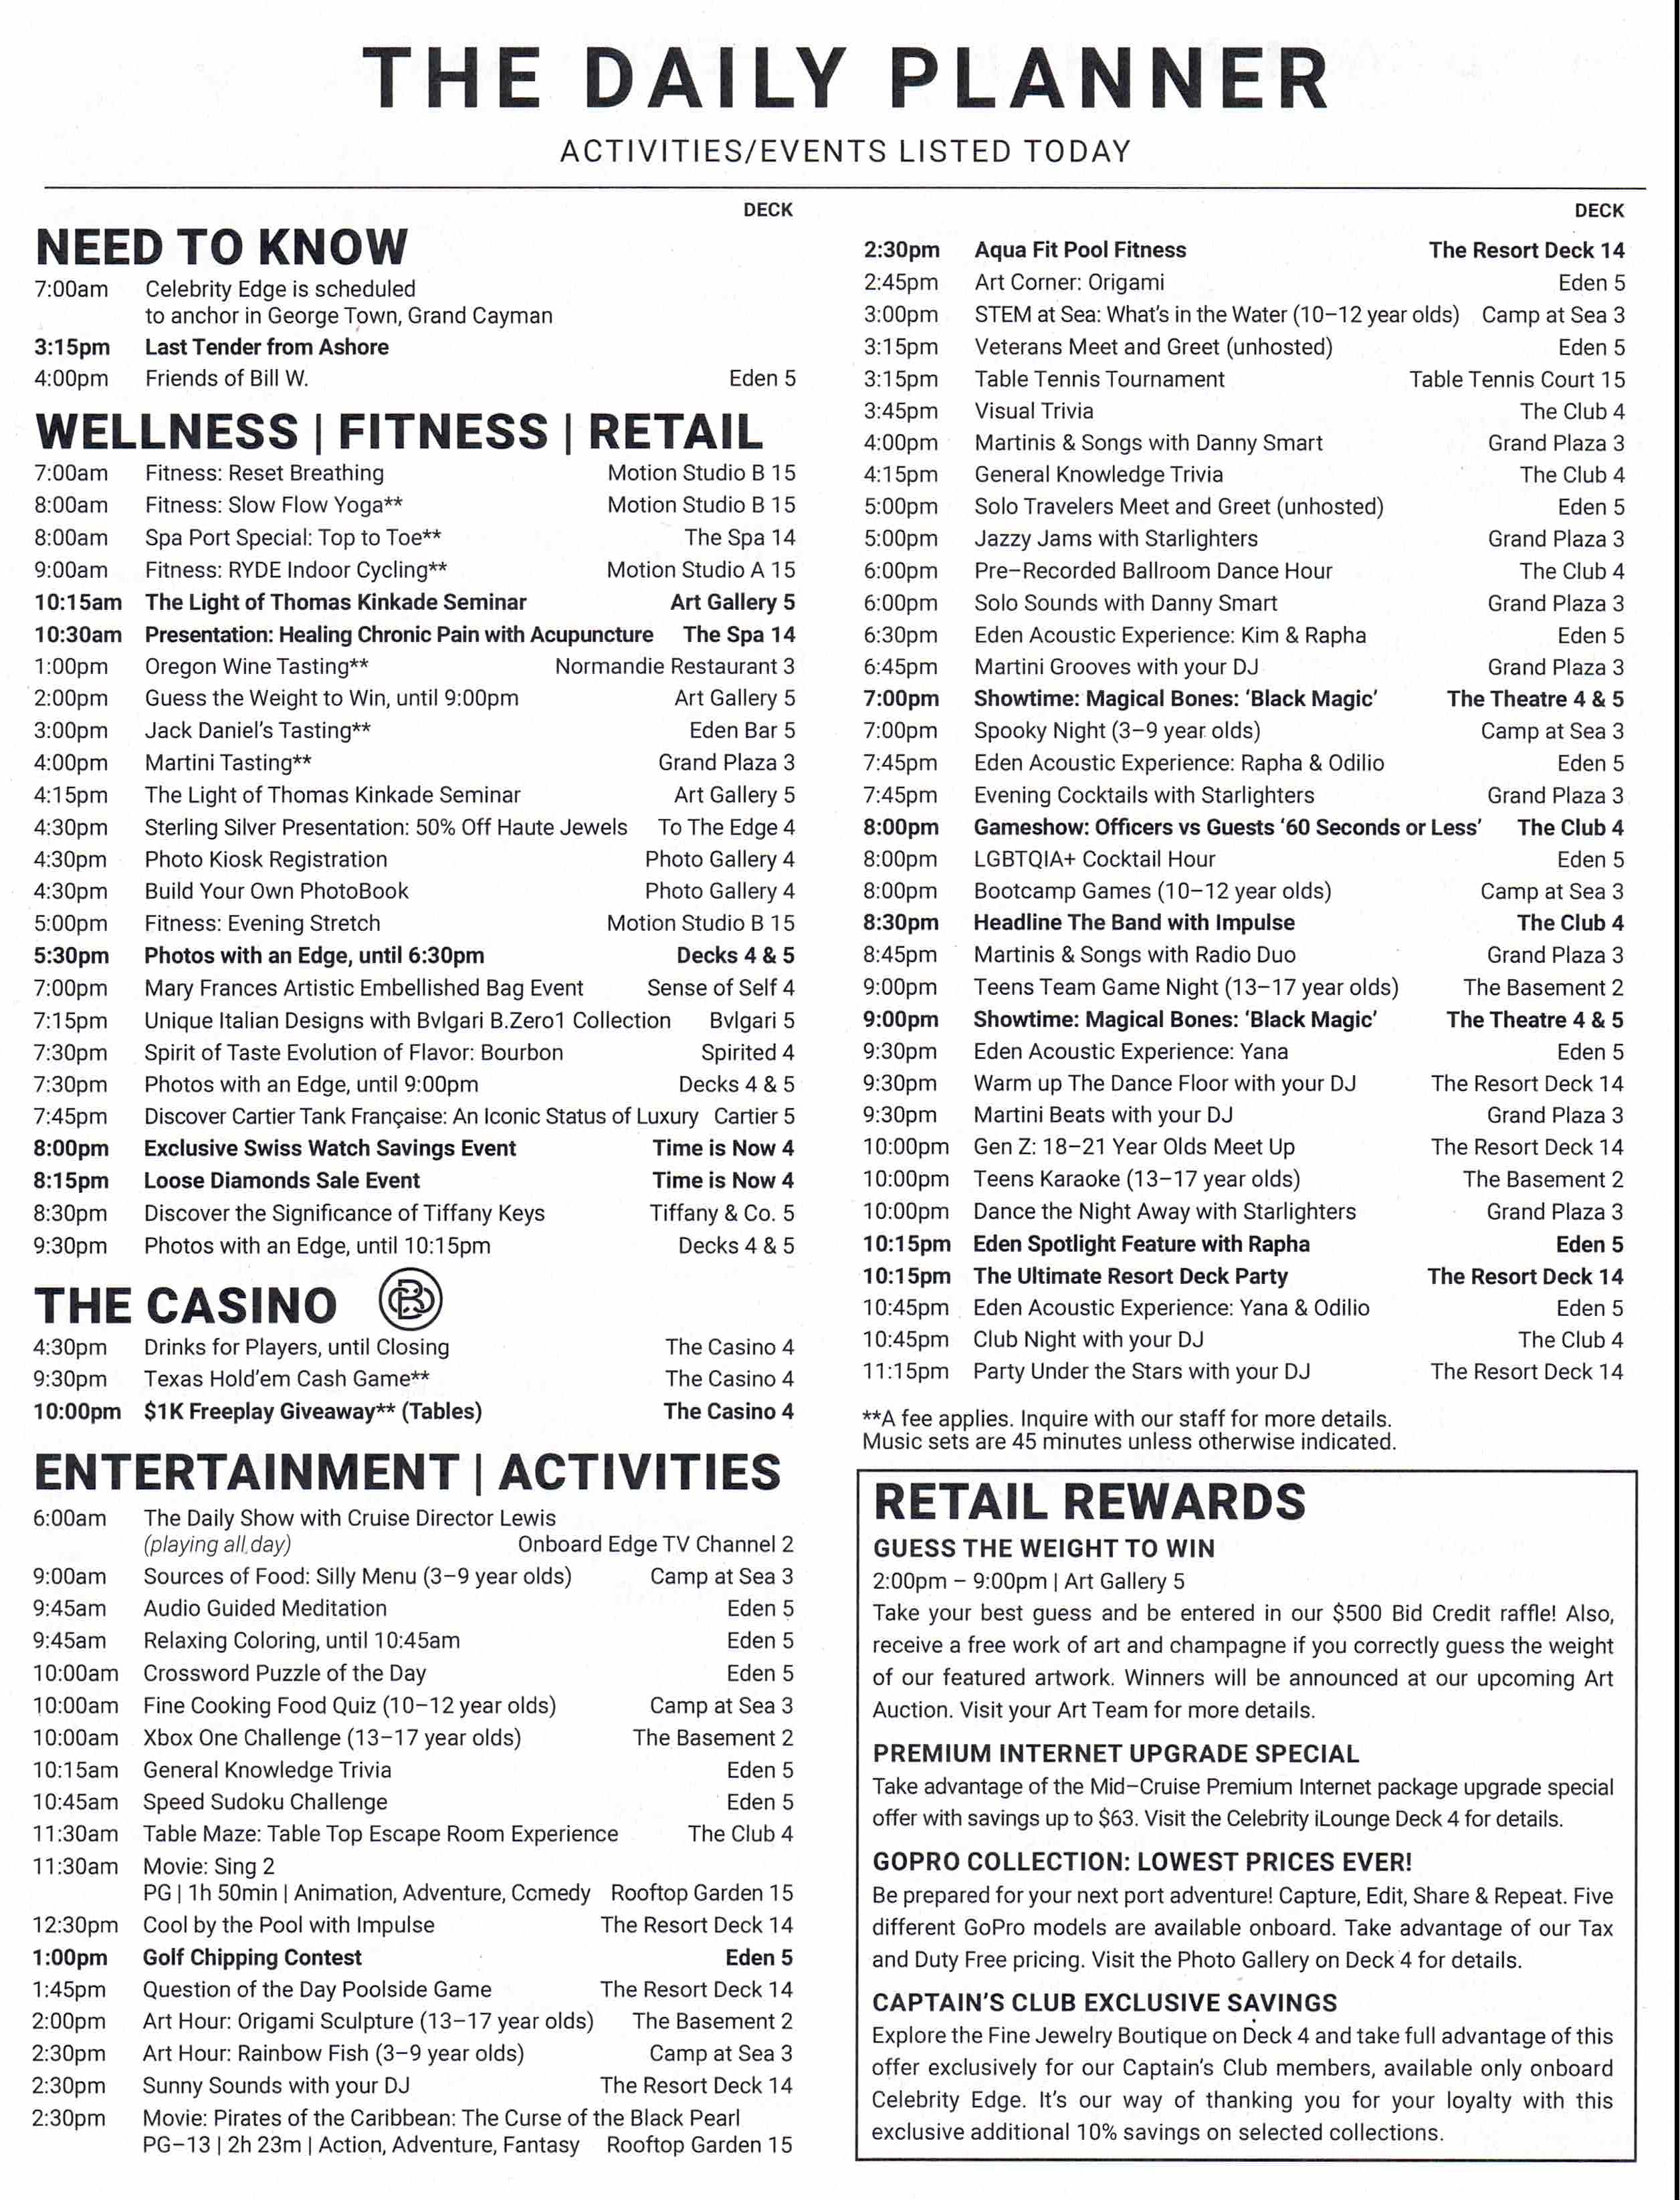 THE DAILY PLANNER
ACTIVITIES/EVENTS LISTED TODAY
DECK
NEED TO KNOW
7:00am Celebrity Edge is scheduled
to anchor in George Town, Grand Cayman
3:15pm Last Tender from Ashore
4:00pm Friends of Bill W. Eden 5
WELLNESS | FITNESS | RETAIL
7:00am Fitness: Reset Breathing Motion Studio B 15
8:00am Fitness: Slow Flow Yoga** Motion Studio B 15
8:00am Spa Port Special: Top to Toe** The Spa 14
9:00am Fitness: RYDE Indoor Cycling** Motion Studio A 15
10:15am The Light of Thomas Kinkade Seminar Art Gallery 5
10:30am Presentation: Healing Chronic Pain with Acupuncture The Spa 14
1:00pm Oregon Wine Tasting** Normandie Restaurant 3
2:00pm Guess the Weight to Win, until 9:00pm Art Gallery 5
3:00pm Jack Daniel's Tasting** Eden Bar 5
4:00pm Martini Tasting** Grand Plaza 3
4:15pm The Light of Thomas Kinkade Seminar Art Gallery 5
4:30pm Sterling Silver Presentation: 50% Off Haute Jewels To The Edge 4
4:30pm Photo Kiosk Registration Photo Gallery 4
4:30pm Build Your Own PhotoBook Photo Gallery 4
5:00pm Fitness: Evening Stretch Motion Studio B 15
5:30pm Photos with an Edge, until 6:30pm Decks 4 & 5
7:00pm Mary Frances Artistic Embellished Bag Event Sense of Self 4
7:15pm Unique Italian Designs with Bvlgari B.Zero1 Collection Bvlgari 5
7:30pm Spirit of Taste Evolution of Flavor: Bourbon Spirited 4
7:30pm Photos with an Edge, until 9:00pm Decks 4 & 5
7:45pm Discover Cartier Tank Française: An Iconic Status of Luxury Cartier 5
8:00pm Exclusive Swiss Watch Savings Event Time is Now 4
8:15pm Loose Diamonds Sale Event Time is Now 4
8:30pm Discover the Significance of Tiffany Keys Tiffany & Co. 5
9:30pm Photos with an Edge, until 10:15pm Decks 4 & 5
THE CASINO
4:30pm Drinks for Players, until Closing The Casino 4
9:30pm Texas Hold'em Cash Game** The Casino 4
10:00pm $1K Freeplay Giveaway** (Tables) The Casino 4
ENTERTAINMENT | ACTIVITIES
6:00am The Daily Show with Cruise Director Lewis
(playing all day) Onboard Edge TV Channel 2
9:00am Sources of Food: Silly Menu (3–9 year olds) Camp at Sea 3
9:45am Audio Guided Meditation Eden 5
9:45am Relaxing Coloring, until 10:45am Eden 5
10:00am Crossword Puzzle of the Day Eden 5
10:00am Fine Cooking Food Quiz (10–12 year olds) Camp at Sea 3
10:00am Xbox One Challenge (13–17 year olds) The Basement 2
10:15am General Knowledge Trivia Eden 5
10:45am Speed Sudoku Challenge Eden 5
11:30am Table Maze: Table Top Escape Room Experience The Club 4
11:30am Movie: Sing 2
PG | 1h 50min | Animation, Adventure, Comedy Rooftop Garden 15
12:30pm Cool by the Pool with Impulse The Resort Deck 14
1:00pm Golf Chipping Contest Eden 5
1:45pm Question of the Day Poolside Game The Resort Deck 14
2:00pm Art Hour: Origami Sculpture (13–17 year olds) The Basement 2
2:30pm Art Hour: Rainbow Fish (3–9 year olds) Camp at Sea 3
2:30pm Sunny Sounds with your DJ The Resort Deck 14
2:30pm Movie: Pirates of the Caribbean: The Curse of the Black Pearl
PG–13 | 2h 23m | Action, Adventure, Fantasy Rooftop Garden 15
DECK
2:30pm Aqua Fit Pool Fitness The Resort Deck 14
2:45pm Art Corner: Origami Eden 5
3:00pm STEM at Sea: What's in the Water (10–12 year olds) Camp at Sea 3
3:15pm Veterans Meet and Greet (unhosted) Eden 5
3:15pm Table Tennis Tournament Table Tennis Court 15
3:45pm Visual Trivia The Club 4
4:00pm Martinis & Songs with Danny Smart Grand Plaza 3
4:15pm General Knowledge Trivia The Club 4
5:00pm Solo Travelers Meet and Greet (unhosted) Eden 5
5:00pm Jazzy Jams with Starlighters Grand Plaza 3
6:00pm Pre–Recorded Ballroom Dance Hour The Club 4
6:00pm Solo Sounds with Danny Smart Grand Plaza 3
6:30pm Eden Acoustic Experience: Kim & Rapha Eden 5
6:45pm Martini Grooves with your DJ Grand Plaza 3
7:00pm Showtime: Magical Bones: 'Black Magic' The Theatre 4 & 5
7:00pm Spooky Night (3–9 year olds) Camp at Sea 3
7:45pm Eden Acoustic Experience: Rapha & Odilio Eden 5
7:45pm Evening Cocktails with Starlighters Grand Plaza 3
8:00pm Gameshow: Officers vs Guests '60 Seconds or Less' The Club 4
8:00pm LGBTQIA+ Cocktail Hour Eden 5
8:00pm Bootcamp Games (10–12 year olds) Camp at Sea 3
8:30pm Headline The Band with Impulse The Club 4
8:45pm Martinis & Songs with Radio Duo Grand Plaza 3
9:00pm Teens Team Game Night (13–17 year olds) The Basement 2
9:00pm Showtime: Magical Bones: 'Black Magic' The Theatre 4 & 5
9:30pm Eden Acoustic Experience: Yana Eden 5
9:30pm Warm up The Dance Floor with your DJ The Resort Deck 14
9:30pm Martini Beats with your DJ Grand Plaza 3
10:00pm Gen Z: 18–21 Year Olds Meet Up The Resort Deck 14
10:00pm Teens Karaoke (13–17 year olds) The Basement 2
10:00pm Dance the Night Away with Starlighters Grand Plaza 3
10:15pm Eden Spotlight Feature with Rapha Eden 5
10:15pm The Ultimate Resort Deck Party The Resort Deck 14
10:45pm Eden Acoustic Experience: Yana & Odilio Eden 5
10:45pm Club Night with your DJ The Club 4
11:15pm Party Under the Stars with your DJ The Resort Deck 14
**A fee applies. Inquire with our staff for more details.
Music sets are 45 minutes unless otherwise indicated.
RETAIL REWARDS
GUESS THE WEIGHT TO WIN
2:00pm – 9:00pm | Art Gallery 5
Take your best guess and be entered in our $500 Bid Credit raffle! Also,
receive a free work of art and champagne if you correctly guess the weight
of our featured artwork. Winners will be announced at our upcoming Art
Auction. Visit your Art Team for more details.
PREMIUM INTERNET UPGRADE SPECIAL
Take advantage of the Mid–Cruise Premium Internet package upgrade special
offer with savings up to $63. Visit the Celebrity iLounge Deck 4 for details.
GOPRO COLLECTION: LOWEST PRICES EVER!
Be prepared for your next port adventure! Capture, Edit, Share & Repeat. Five
different GoPro models are available onboard. Take advantage of our Tax
and Duty Free pricing. Visit the Photo Gallery on Deck 4 for details.
CAPTAIN'S CLUB EXCLUSIVE SAVINGS
Explore the Fine Jewelry Boutique on Deck 4 and take full advantage of this
offer exclusively for our Captain's Club members, available only onboard
Celebrity Edge. It's our way of thanking you for your loyalty with this
exclusive additional 10% savings on selected collections.